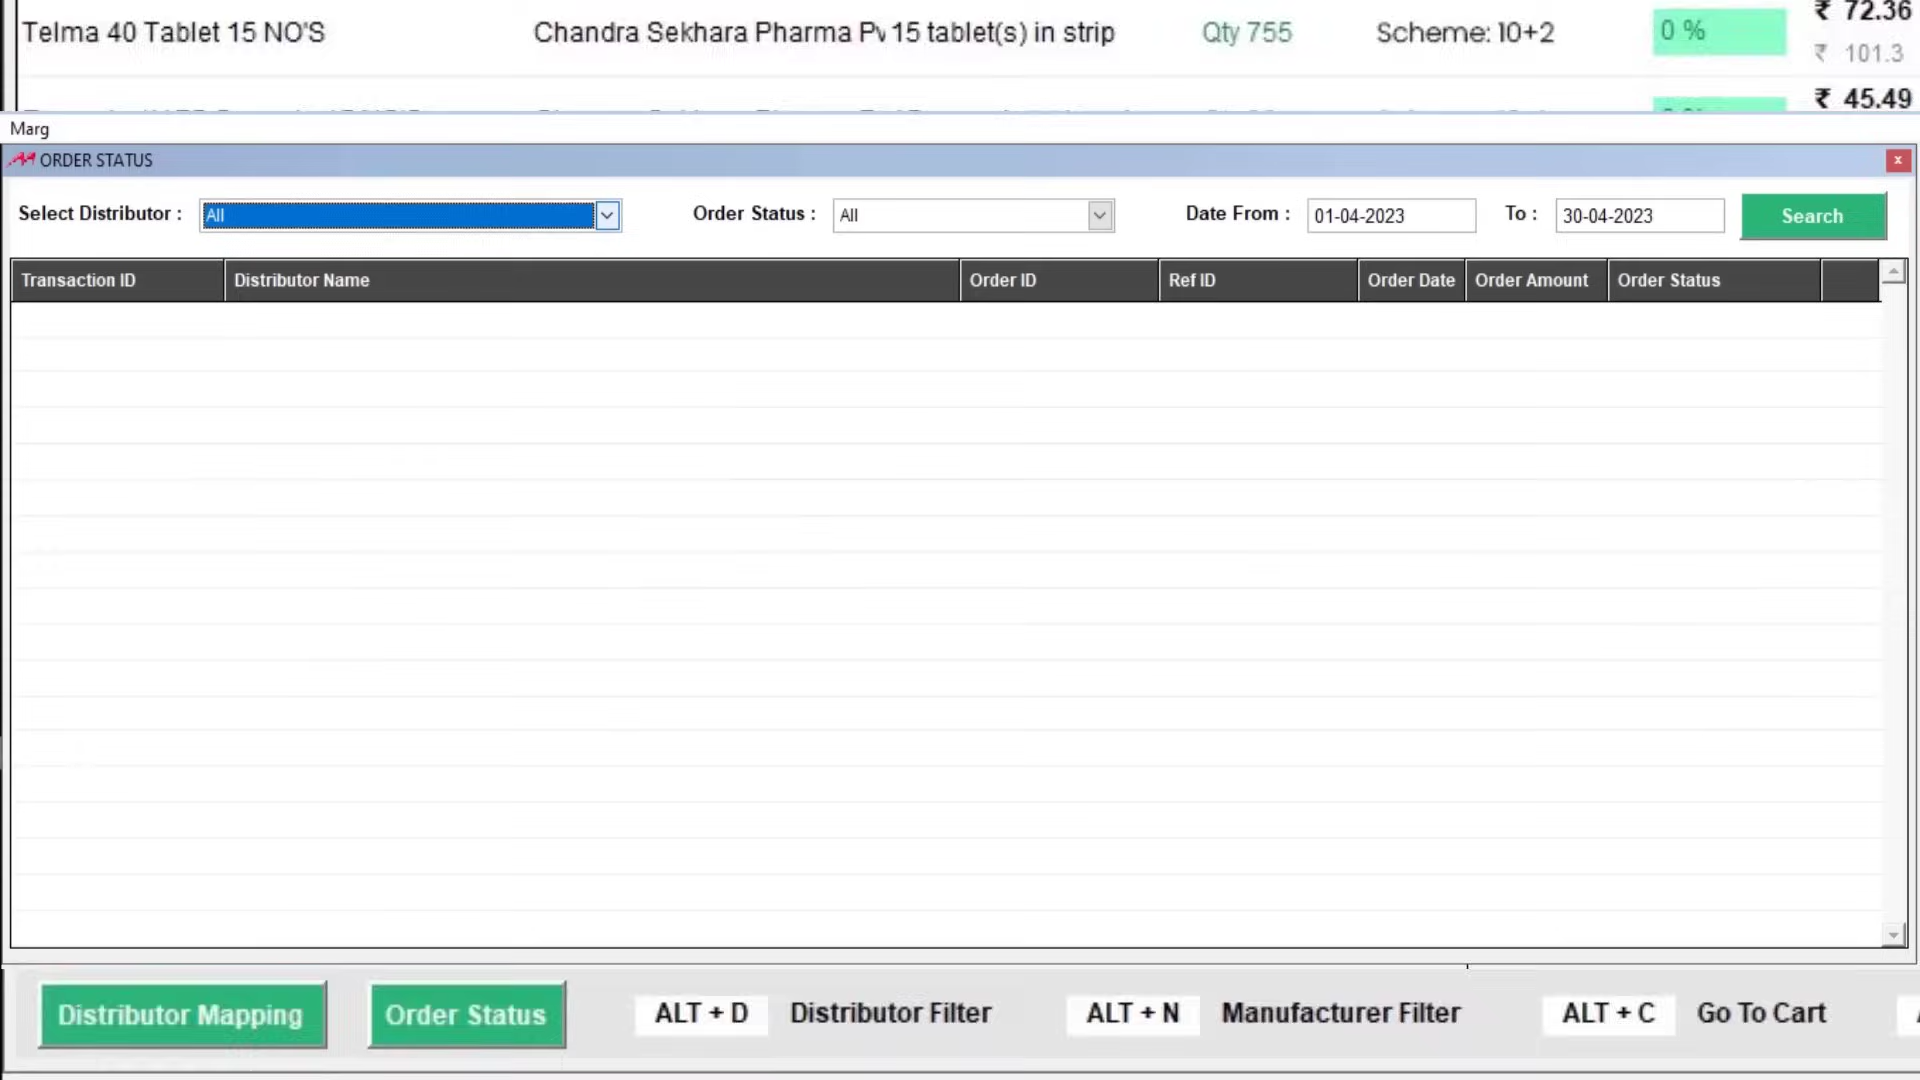 Telma 40 Tablet 15 NO'S Chandra Sekhara Pharma Pv 15 tablet(s) in strip Qty 755 Scheme: 10+2 0 % ₹ 72.36
₹ 101.3
₹ 45.49
Marg
ORDER STATUS x
Select Distributor : All Order Status : All Date From : 01-04-2023 To : 30-04-2023 Search
Transaction ID Distributor Name Order ID Ref ID Order Date Order Amount Order Status
Distributor Mapping Order Status ALT + D Distributor Filter ALT + N Manufacturer Filter ALT + C Go To Cart